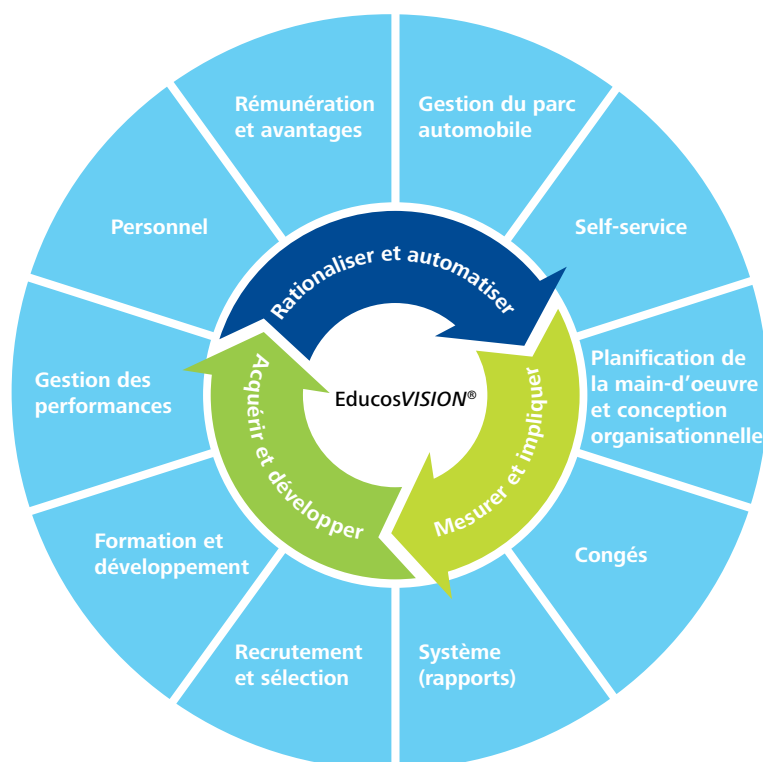 Rémunération
et avantages
Gestion du parc
automobile
Personnel
Self-service
Rationaliser et automatiser
Gestion des
performances
Planification de
la main-d'oeuvre
et conception
organisationnelle
Acquérir et développer
EducosVISION®
Mesurer et impliquer
Formation et
développement
Congés
Recrutement
et sélection
Système
(rapports)